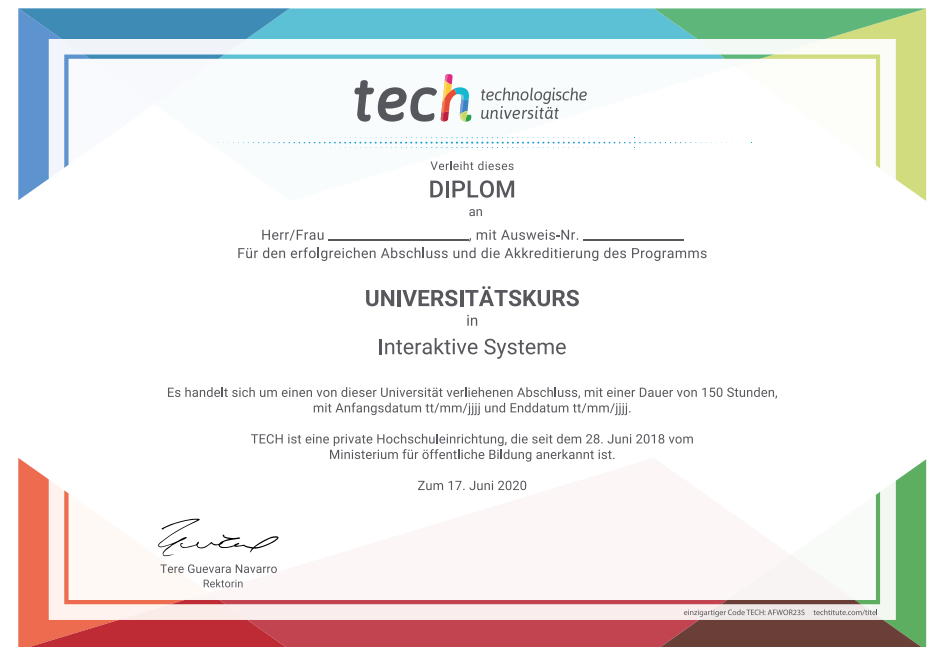 tech technologische
universität
Verleiht dieses
DIPLOM
an
Herr/Frau ____________________, mit Ausweis-Nr. ______________
Für den erfolgreichen Abschluss und die Akkreditierung des Programms
UNIVERSITÄTSKURS
in
Interaktive Systeme
Es handelt sich um einen von dieser Universität verliehenen Abschluss, mit einer Dauer von 150 Stunden,
mit Anfangsdatum tt/mm/jjjj und Enddatum tt/mm/jjjj.
TECH ist eine private Hochschuleinrichtung, die seit dem 28. Juni 2018 vom
Ministerium für öffentliche Bildung anerkannt ist.
Zum 17. Juni 2020
Tere Guevara Navarro
Rektorin
einzigartiger Code TECH: AFWOR23S techtitute.com/titel